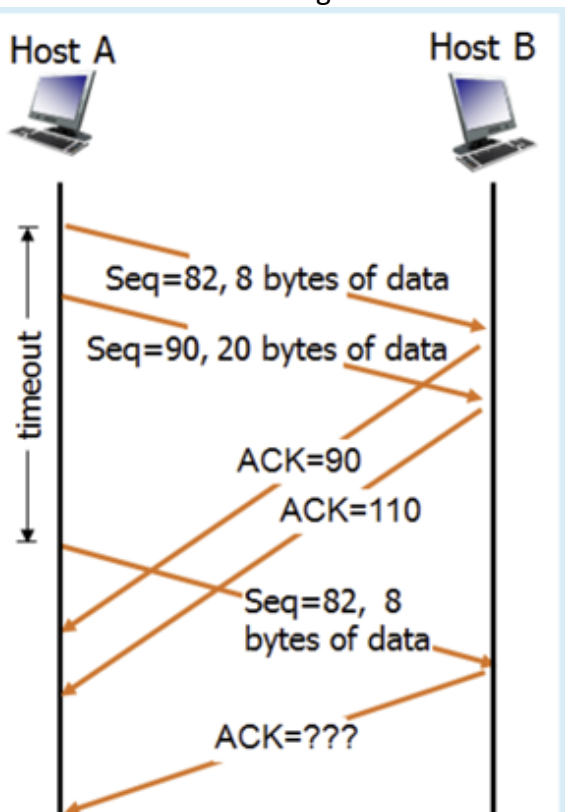 Host A
Host B
timeout
Seq=82, 8 bytes of data
Seq=90, 20 bytes of data
ACK=90
ACK=110
Seq=82, 8
bytes of data
ACK=???